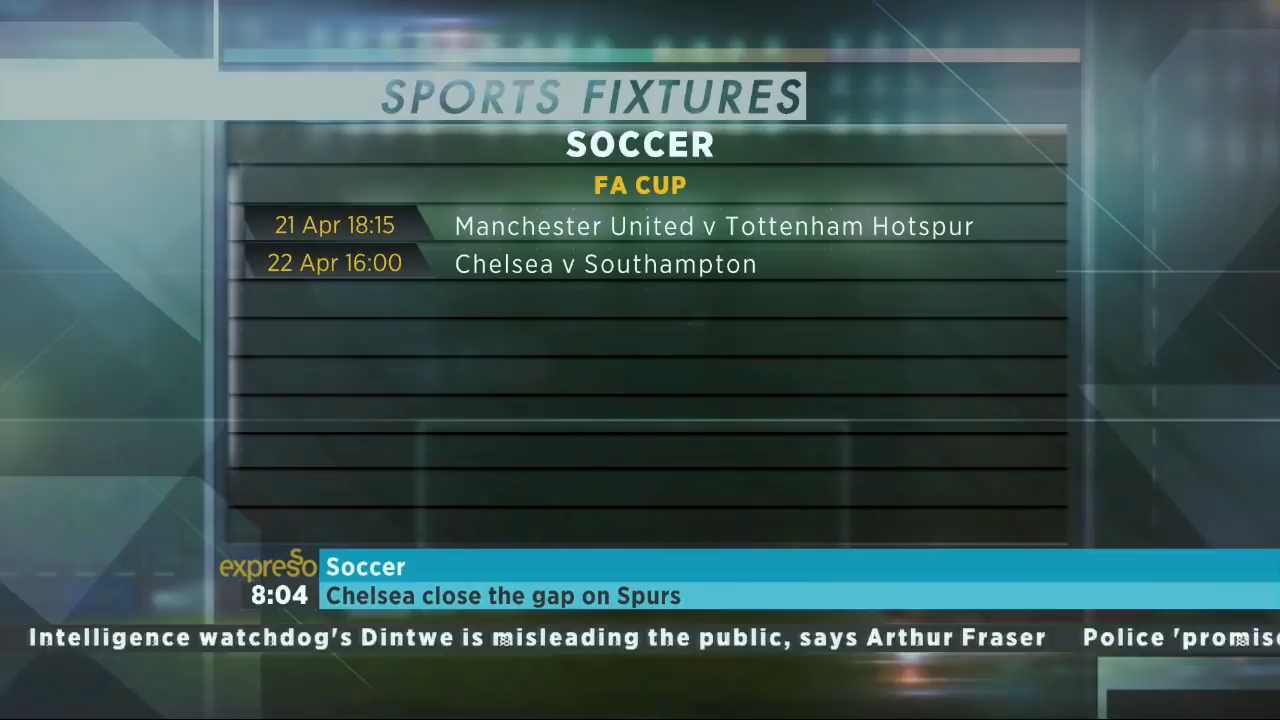 SPORTS FIXTURES
SOCCER
FA CUP
21 Apr 18:15 Manchester United v Tottenham Hotspur
22 Apr 16:00 Chelsea v Southampton
expresso Soccer
8:04 Chelsea close the gap on Spurs
Intelligence watchdog's Dintwe is misleading the public, says Arthur Fraser Police 'promis